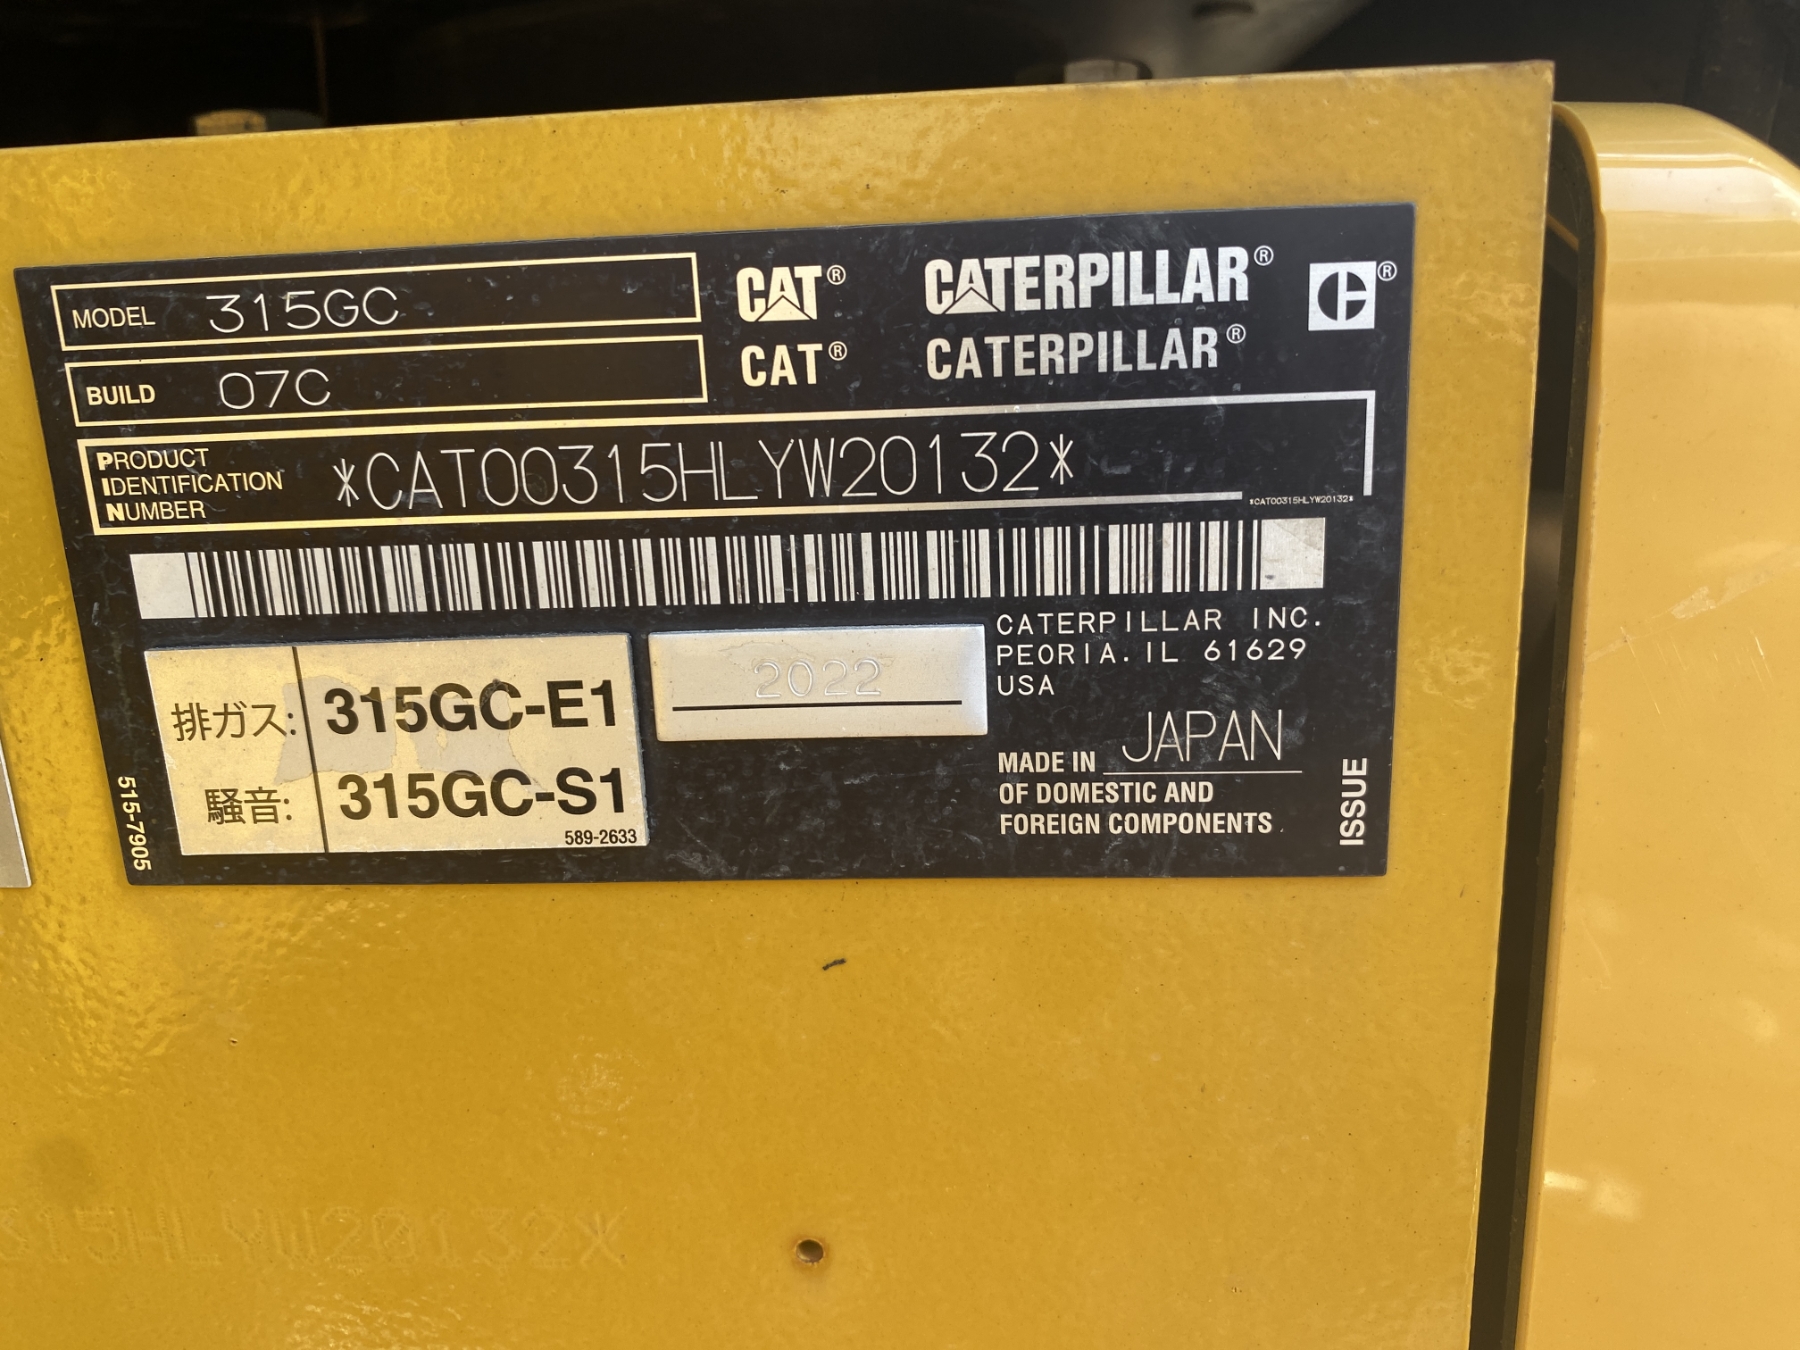 MODEL 315GC
BUILD 07C
CAT® CATERPILLAR® ®
CAT® CATERPILLAR®
PRODUCT
IDENTIFICATION
NUMBER
*CAT00315HLYW20132*
*CAT00315HLYW20132*
排ガス: 315GC-E1
騒音: 315GC-S1
589-2633
515-7905
2022
CATERPILLAR INC.
PEORIA. IL 61629
USA
MADE IN JAPAN
OF DOMESTIC AND
FOREIGN COMPONENTS
ISSUE
315HLYW20132*